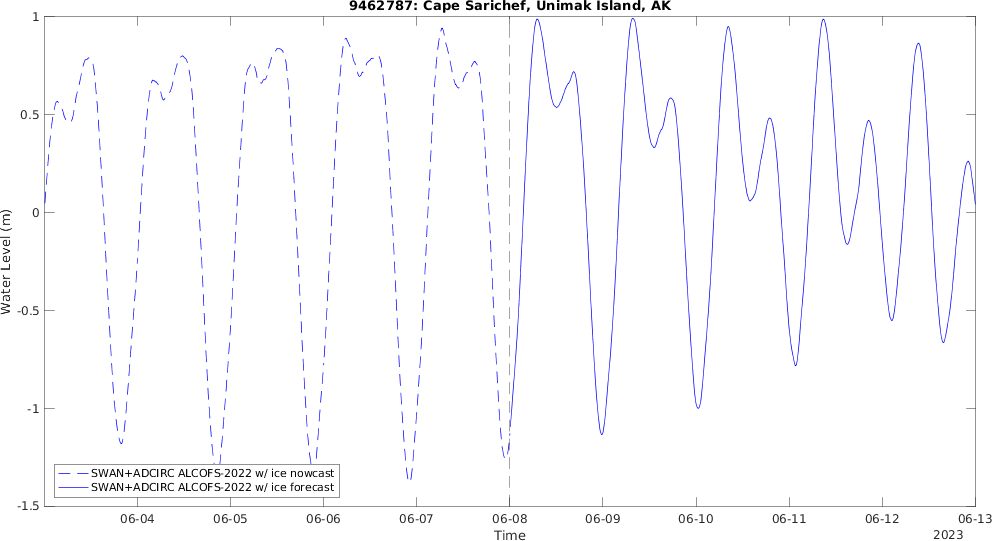 9462787: Cape Sarichef, Unimak Island, AK
1
0.5
0
-0.5
-1
-1.5
Water Level (m)
SWAN+ADCIRC ALCOFS-2022 w/ ice nowcast
SWAN+ADCIRC ALCOFS-2022 w/ ice forecast
06-04 06-05 06-06 06-07 06-08 06-09 06-10 06-11 06-12 06-13
Time
2023